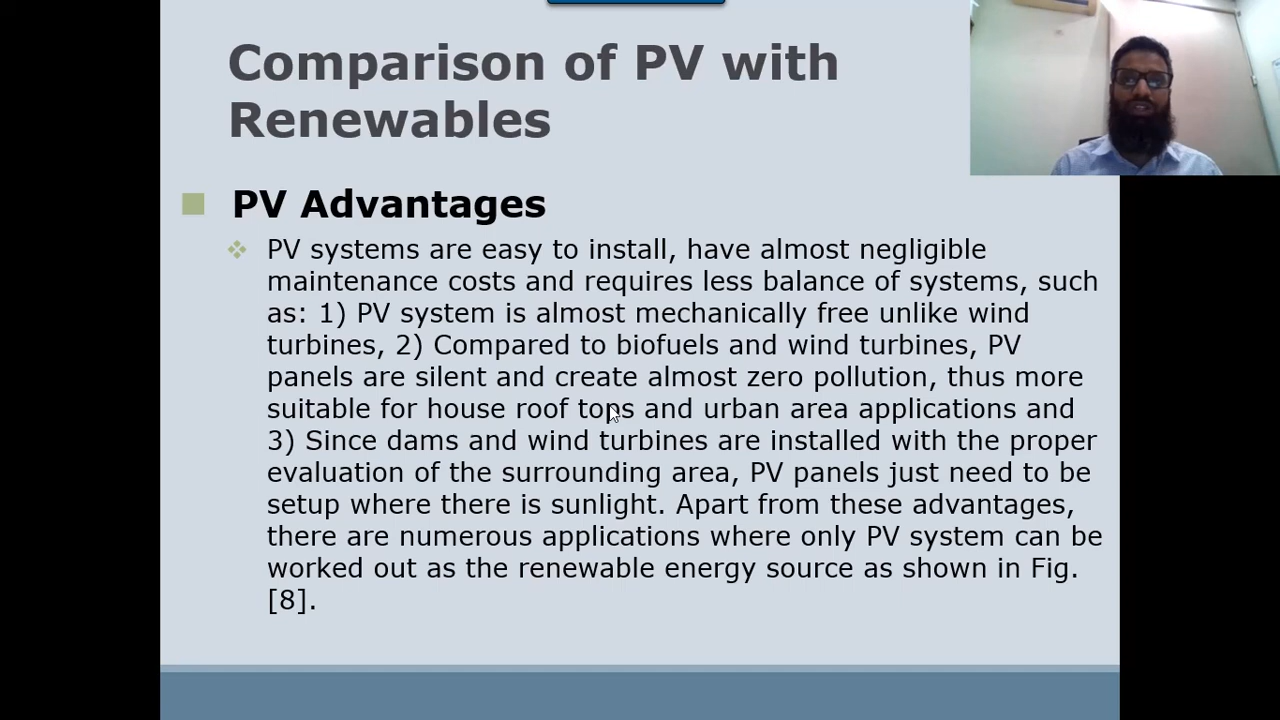 Comparison of PV with
Renewables
PV Advantages
PV systems are easy to install, have almost negligible
maintenance costs and requires less balance of systems, such
as: 1) PV system is almost mechanically free unlike wind
turbines, 2) Compared to biofuels and wind turbines, PV
panels are silent and create almost zero pollution, thus more
suitable for house roof tops and urban area applications and
3) Since dams and wind turbines are installed with the proper
evaluation of the surrounding area, PV panels just need to be
setup where there is sunlight. Apart from these advantages,
there are numerous applications where only PV system can be
worked out as the renewable energy source as shown in Fig.
[8].